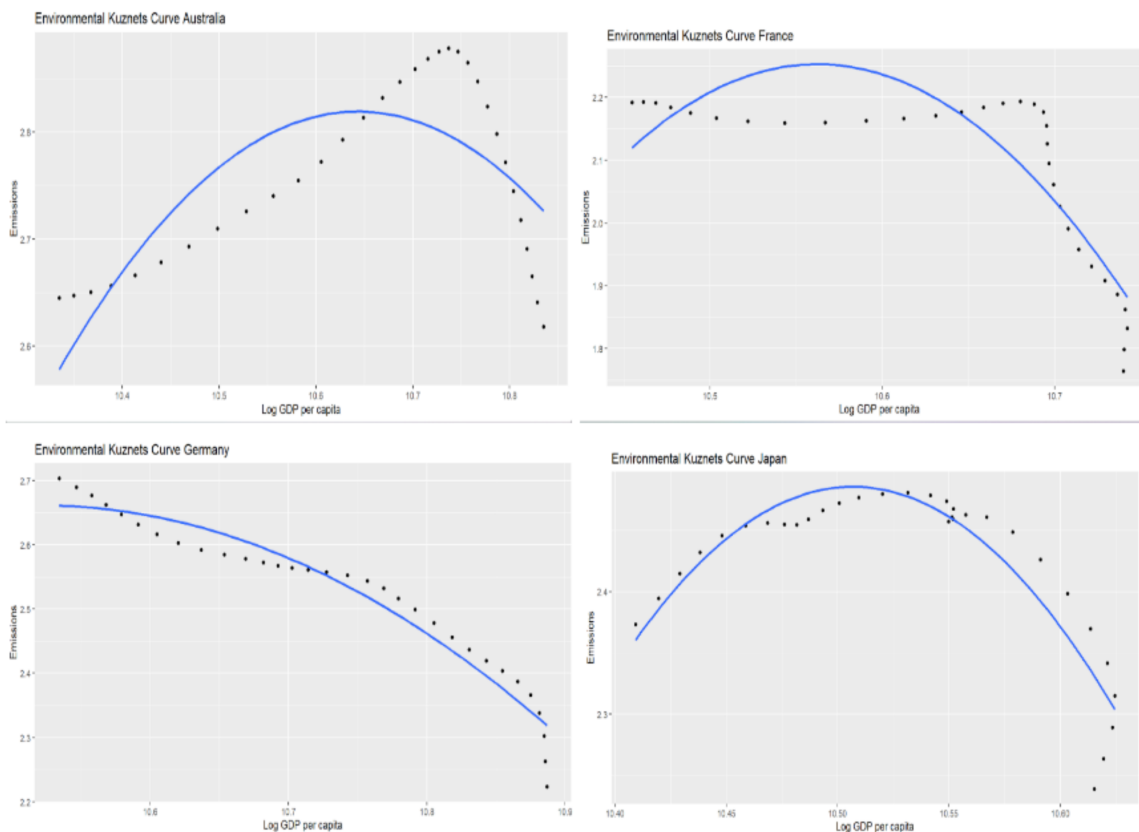 Environmental Kuznets Curve Australia
Emissions
2.8
2.7
2.6
10.4 10.5 10.6 10.7 10.8
Log GDP per capita
Environmental Kuznets Curve France
Emissions
2.2
2.1
2.0
1.9
1.8
10.5 10.6 10.7
Log GDP per capita
Environmental Kuznets Curve Germany
Emissions
2.7
2.6
2.5
2.4
2.3
2.2
10.6 10.7 10.8 10.9
Log GDP per capita
Environmental Kuznets Curve Japan
Emissions
2.4
2.3
10.40 10.45 10.50 10.55 10.60
Log GDP per capita